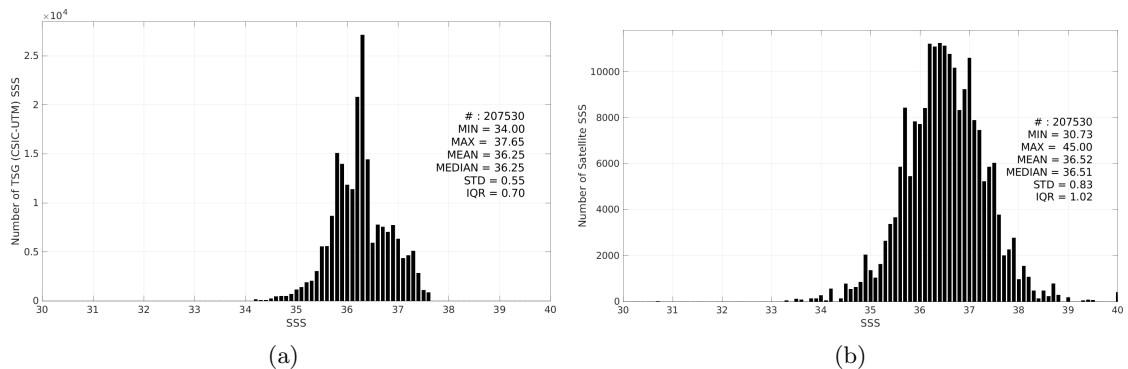 ×10⁴
2.5
2
1.5
1
0.5
0
Number of TSG (CSIC-UTM) SSS
# : 207530
MIN = 34.00
MAX = 37.65
MEAN = 36.25
MEDIAN = 36.25
STD = 0.55
IQR = 0.70
30 31 32 33 34 35 36 37 38 39 40
SSS
(a)
10000
8000
6000
4000
2000
0
Number of Satellite SSS
# : 207530
MIN = 30.73
MAX = 45.00
MEAN = 36.52
MEDIAN = 36.51
STD = 0.83
IQR = 1.02
30 31 32 33 34 35 36 37 38 39 40
SSS
(b)